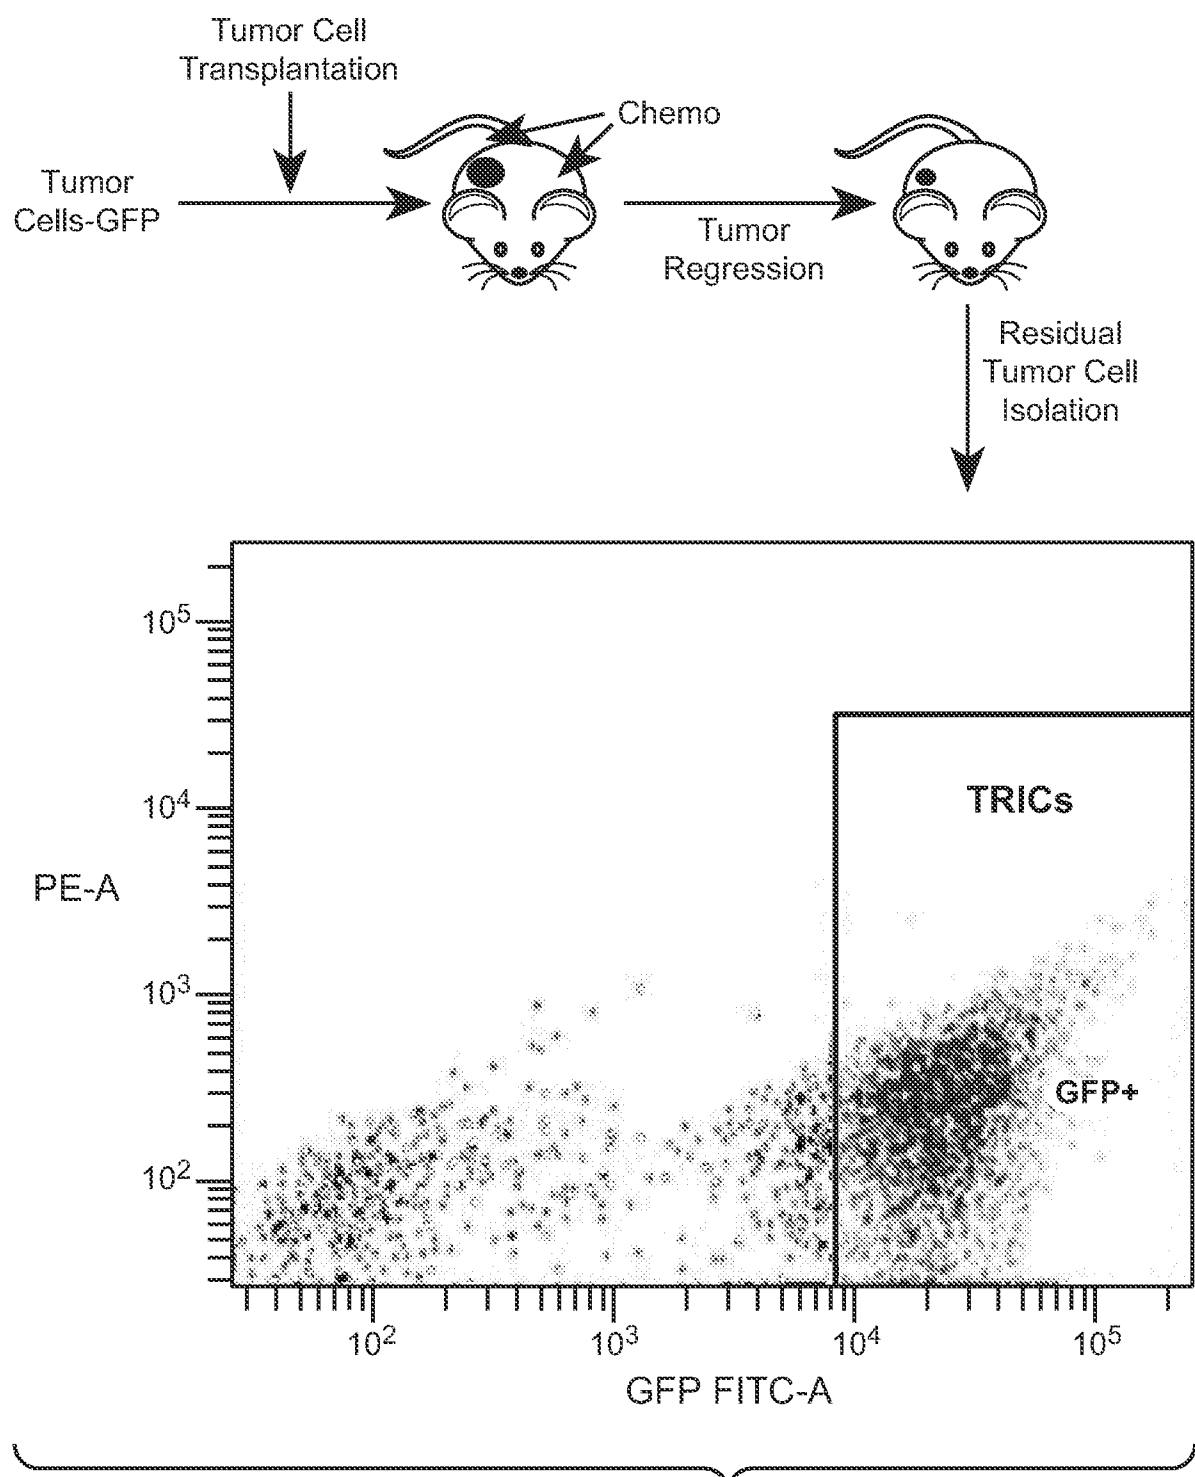 Tumor Cell
Transplantation
Chemo
Tumor
Cells-GFP
Tumor
Regression
Residual
Tumor Cell
Isolation
10^5
10^4
10^3
10^2
PE-A
TRICs
GFP+
10^2 10^3 10^4 10^5
GFP FITC-A